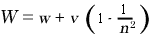 W = w + v ( 1 - 1/n² )